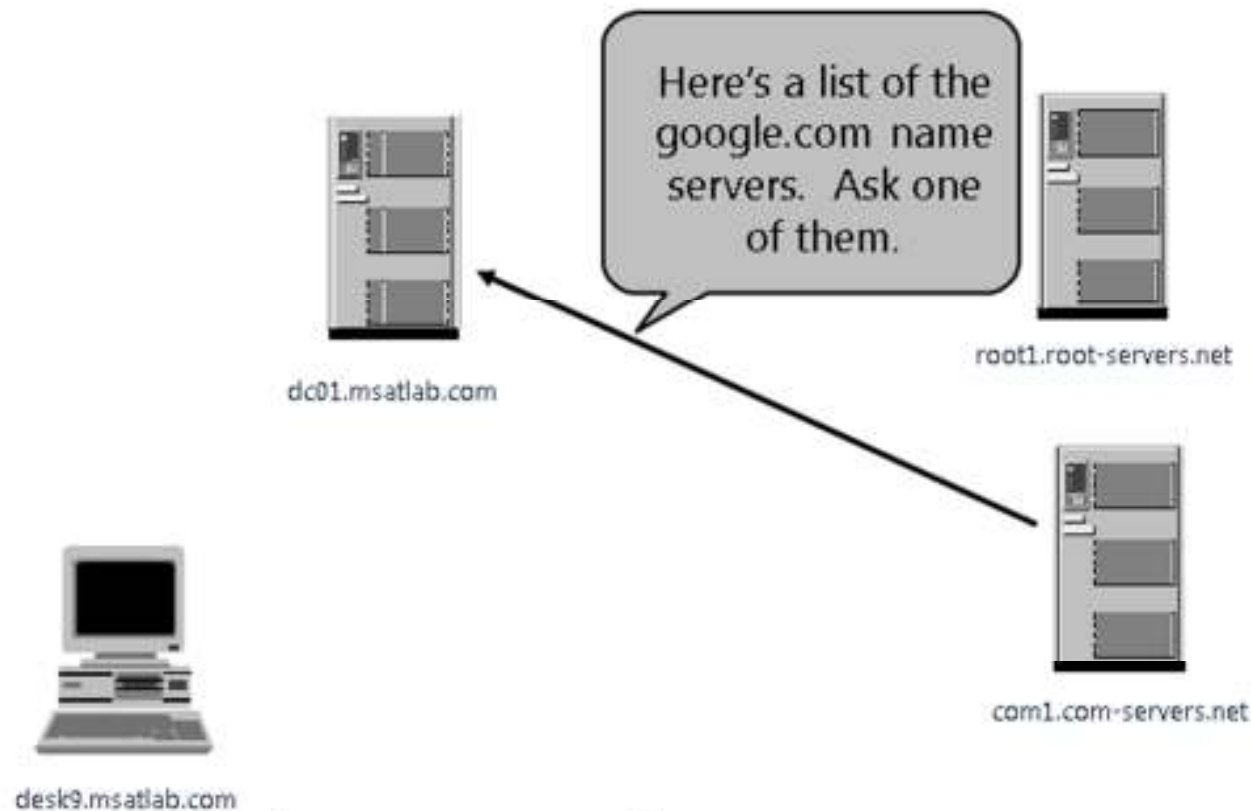 Here's a list of the
google.com name
servers. Ask one
of them.
root1.root-servers.net
dc01.msatlab.com
com1.com-servers.net
desk9.msatlab.com